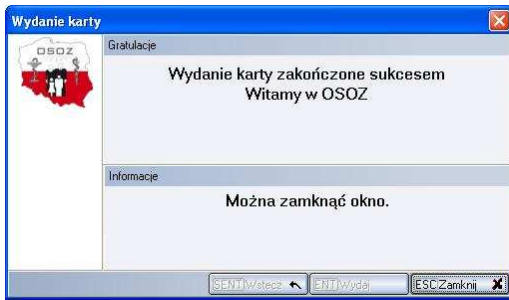 Wydanie karty
OSOZ
Gratulacje
Wydanie karty zakończone sukcesem
Witamy w OSOZ
Informacje
Można zamknąć okno.
[SENT]Wstecz
[ENT]Wydaj
[ESC]Zamknij